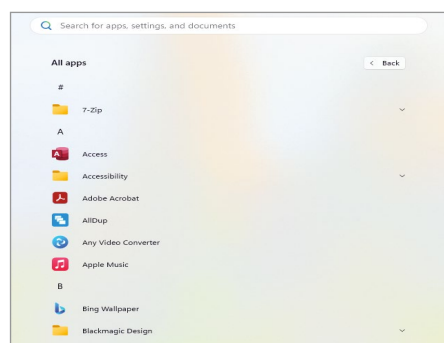 Search for apps, settings, and documents
All apps
< Back
#
7-Zip
A
Access
Accessibility
Adobe Acrobat
AllDup
Any Video Converter
Apple Music
B
Bing Wallpaper
Blackmagic Design